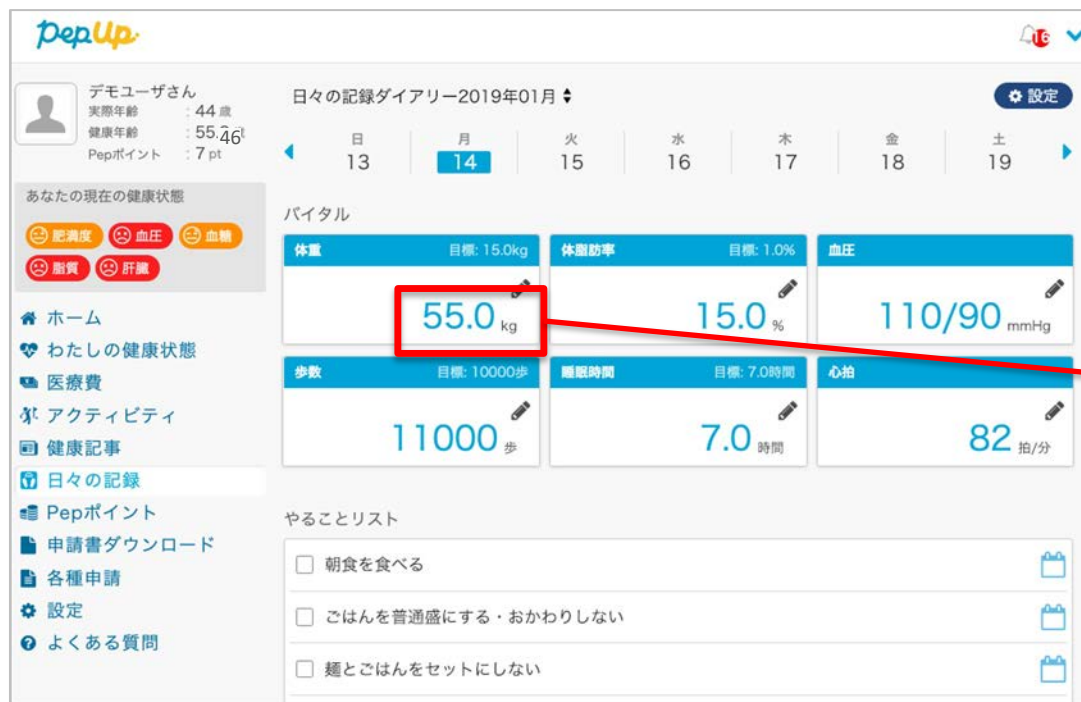 PepUp
16
デモユーザさん
実際年齢 : 44 歳
健康年齢 : 55. 46
Pepポイント : 7 pt
あなたの現在の健康状態
肥満度 血圧 血糖
脂質 肝臓
ホーム
わたしの健康状態
医療費
アクティビティ
健康記事
日々の記録
Pepポイント
申請書ダウンロード
各種申請
設定
よくある質問
日々の記録ダイアリー2019年01月
設定
日 月 火 水 木 金 土
13 14 15 16 17 18 19
バイタル
体重 目標: 15.0kg
55.0 kg
体脂肪率 目標: 1.0%
15.0 %
血圧
110/90 mmHg
歩数 目標: 10000歩
11000 歩
睡眠時間 目標: 7.0時間
7.0 時間
心拍
82 拍/分
やることリスト
朝食を食べる
ごはんを普通盛にする・おかわりしない
麺とごはんをセットにしない